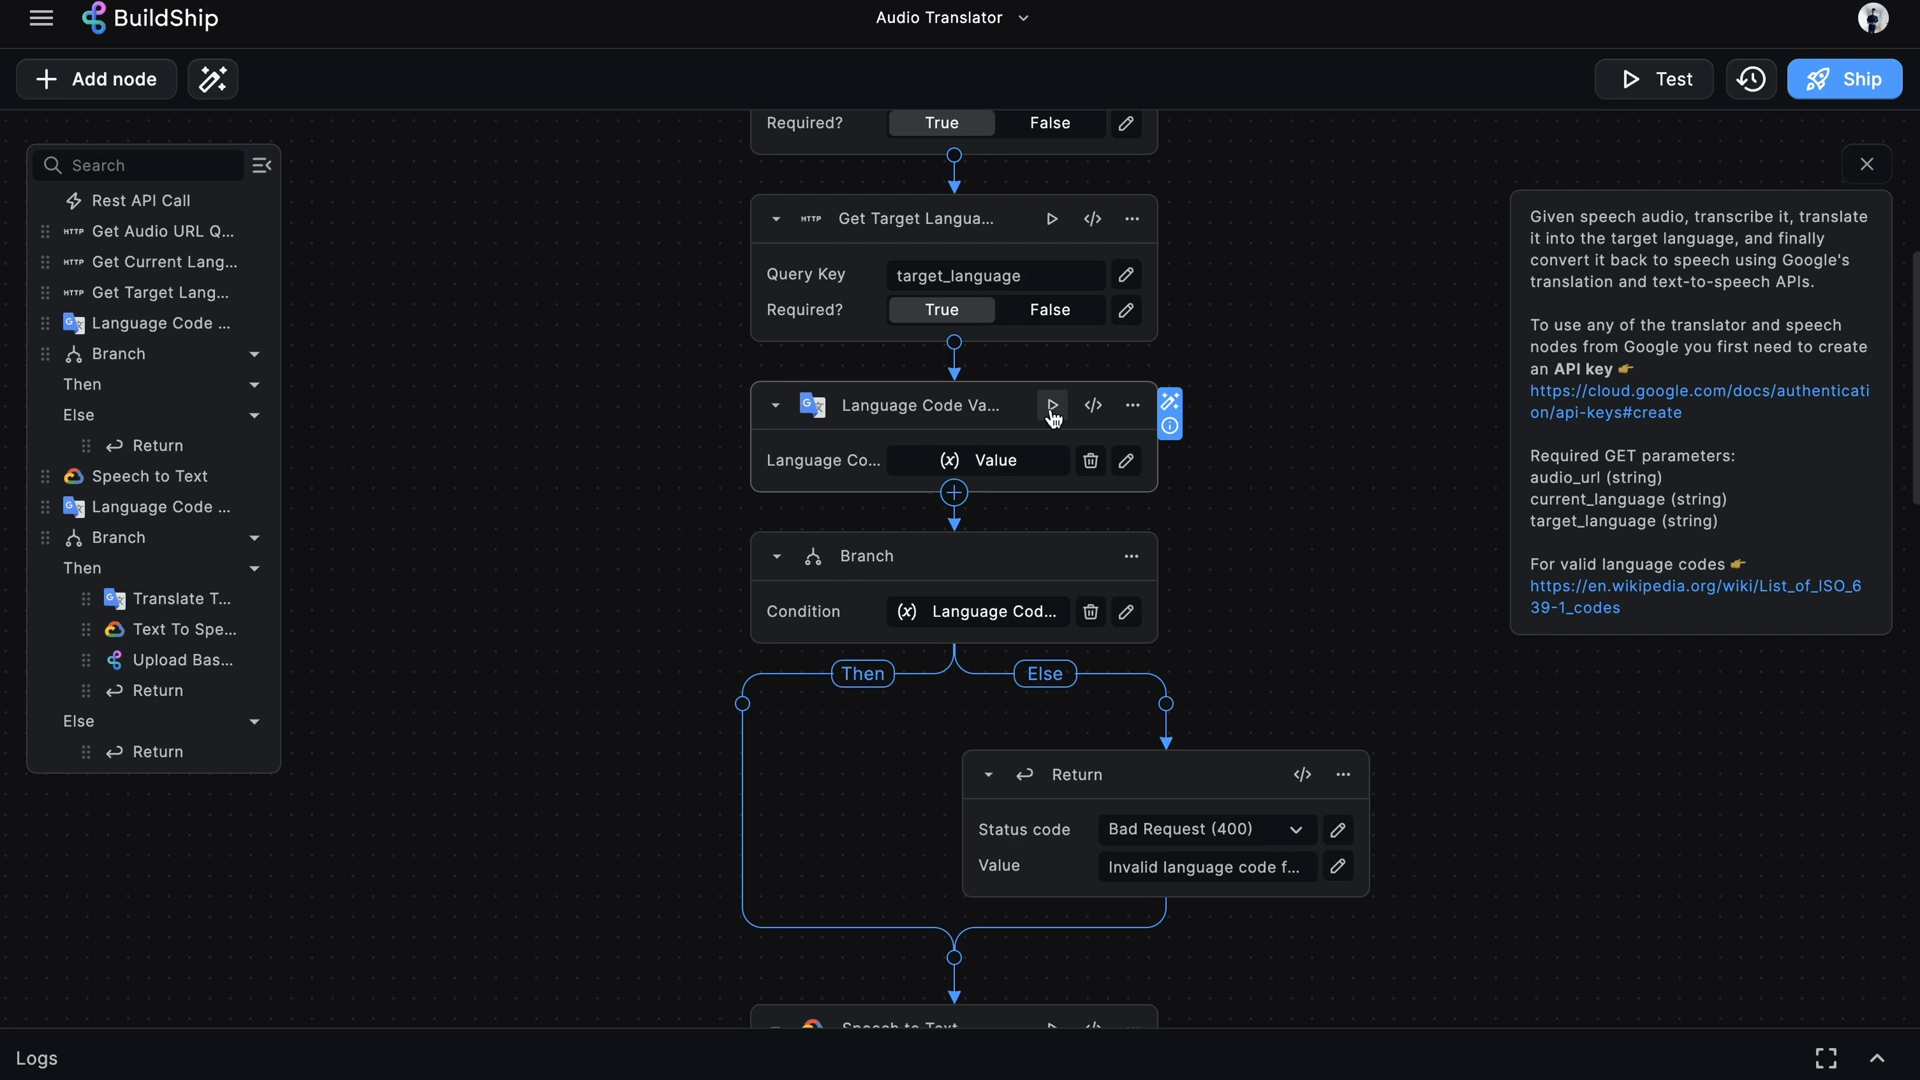 BuildShip
Audio Translator
Add node
Test
Ship
Search
Rest API Call
HTTP Get Audio URL Q...
HTTP Get Current Lang...
HTTP Get Target Lang...
Language Code ...
Branch
Then
Else
Return
Speech to Text
Language Code ...
Branch
Then
Translate T...
Text To Spe...
Upload Bas...
Return
Else
Return
Required? True False
HTTP Get Target Langua...
Query Key target_language
Required? True False
Language Code Va...
Language Co... (x) Value
Branch
Condition (x) Language Cod...
Then Else
Return
Status code Bad Request (400)
Value Invalid language code f...
Speech to Text
Given speech audio, transcribe it, translate
it into the target language, and finally
convert it back to speech using Google's
translation and text-to-speech APIs.
To use any of the translator and speech
nodes from Google you first need to create
an API key 👉
https://cloud.google.com/docs/authenticati
on/api-keys#create
Required GET parameters:
audio_url (string)
current_language (string)
target_language (string)
For valid language codes 👉
https://en.wikipedia.org/wiki/List_of_ISO_6
39-1_codes
Logs